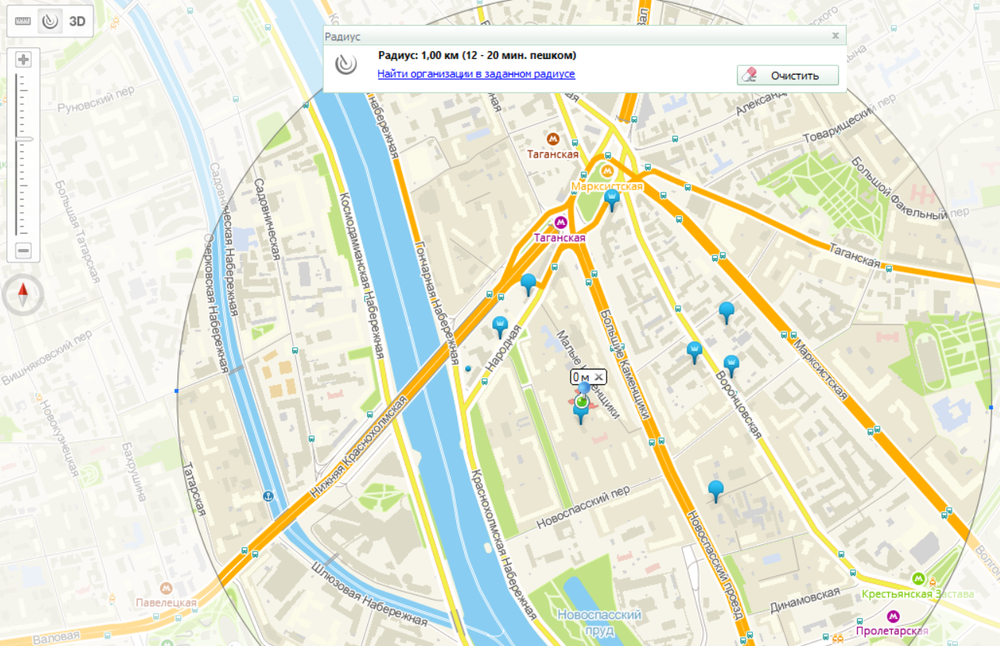 3D
Радиус
x
Радиус: 1,00 км (12 - 20 мин. пешком)
Найти организации в заданном радиусе
Очистить
Руновский пер
Товарищеский пер
Таганская
Марксистская
Большой Факельный пер
Большая Татарская
Садовническая Набережная
Садовническая
Космодамианская Набережная
Таганская
Озерковская Набережная
Гончарная Набережная
Таганская
Вишняковский пер
Народная
Малые Каменщики
Большие Каменщики
Марксистская
0 м
Воронцовская
Новокузнецкая
Бахрушина
Татарская
Нижняя Краснохолмская
Краснохолмская Набережная
Новоспасский пер
Новоспасский проезд
Шлюзовая Набережная
Павелецкая
Крестьянская Застава
Динамовская
Новоспасский
пруд
Пролетарская
Валовая